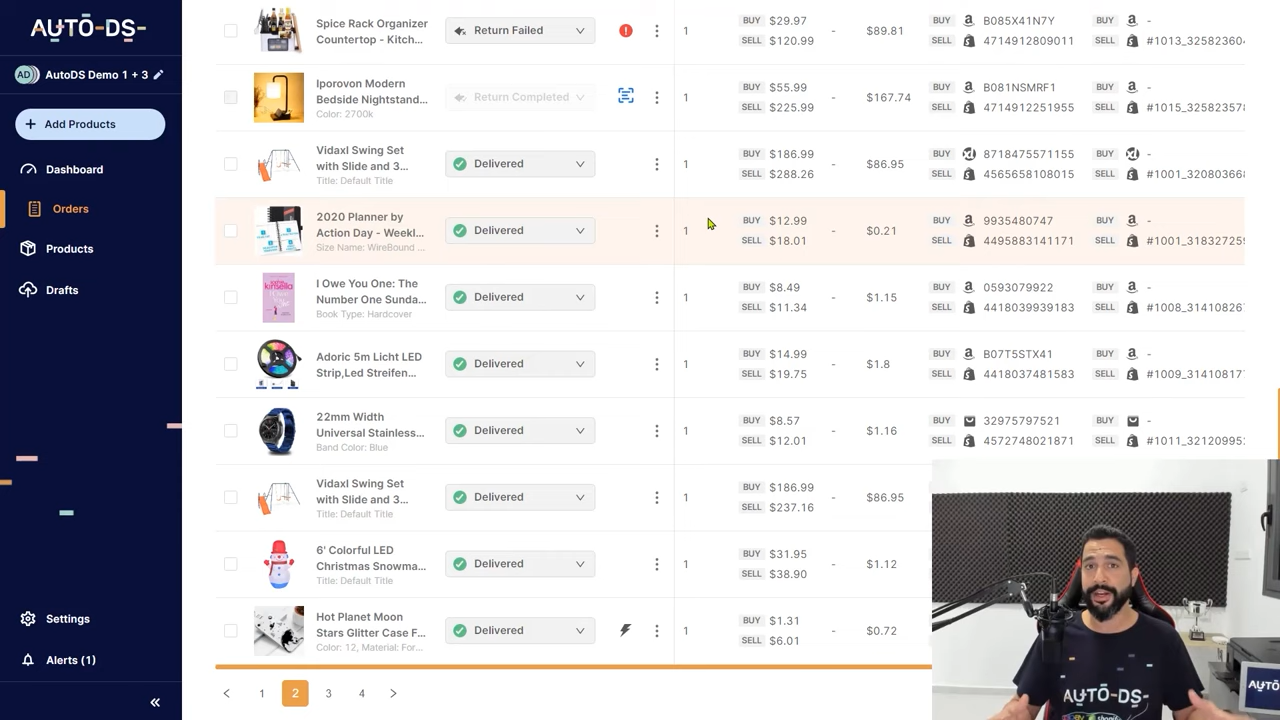 AUTO-DS-
AD AutoDS Demo 1 + 3
+ Add Products
Dashboard
Orders
Products
Drafts
Settings
Alerts (1)
Spice Rack Organizer
Countertop - Kitch...
Return Failed
1
BUY $29.97
SELL $120.99
-
$89.81
BUY B085X41N7Y
SELL 4714912809011
BUY -
SELL #1013_325823604
Iporovon Modern
Bedside Nightstand...
Color: 2700k
Return Completed
1
BUY $55.99
SELL $225.99
-
$167.74
BUY B081NSMRF1
SELL 4714912251955
BUY -
SELL #1015_325823578
Vidaxl Swing Set
with Slide and 3...
Title: Default Title
Delivered
1
BUY $186.99
SELL $288.26
-
$86.95
BUY 8718475571155
SELL 4565658108015
BUY -
SELL #1001_320803668
2020 Planner by
Action Day - Weekl...
Size Name: WireBound ...
Delivered
1
BUY $12.99
SELL $18.01
-
$0.21
BUY 9935480747
SELL 4495883141171
BUY -
SELL #1001_318327259
I Owe You One: The
Number One Sunda...
Book Type: Hardcover
Delivered
1
BUY $8.49
SELL $11.34
-
$1.15
BUY 0593079922
SELL 4418039939183
BUY -
SELL #1008_314108267
Adoric 5m Licht LED
Strip,Led Streifen...
Delivered
1
BUY $14.99
SELL $19.75
-
$1.8
BUY B07T5STX41
SELL 4418037481583
BUY -
SELL #1009_314108177
22mm Width
Universal Stainless...
Band Color: Blue
Delivered
1
BUY $8.57
SELL $12.01
-
$1.16
BUY 32975797521
SELL 4572748021871
BUY -
SELL #1011_321209953
Vidaxl Swing Set
with Slide and 3...
Title: Default Title
Delivered
1
BUY $186.99
SELL $237.16
-
$86.95
6' Colorful LED
Christmas Snowma...
Title: Default Title
Delivered
1
BUY $31.95
SELL $38.90
-
$1.12
Hot Planet Moon
Stars Glitter Case F...
Color: 12, Material: For...
Delivered
1
BUY $1.31
SELL $6.01
-
$0.72
1 2 3 4
AUTO-DS-
shopify
AUTO